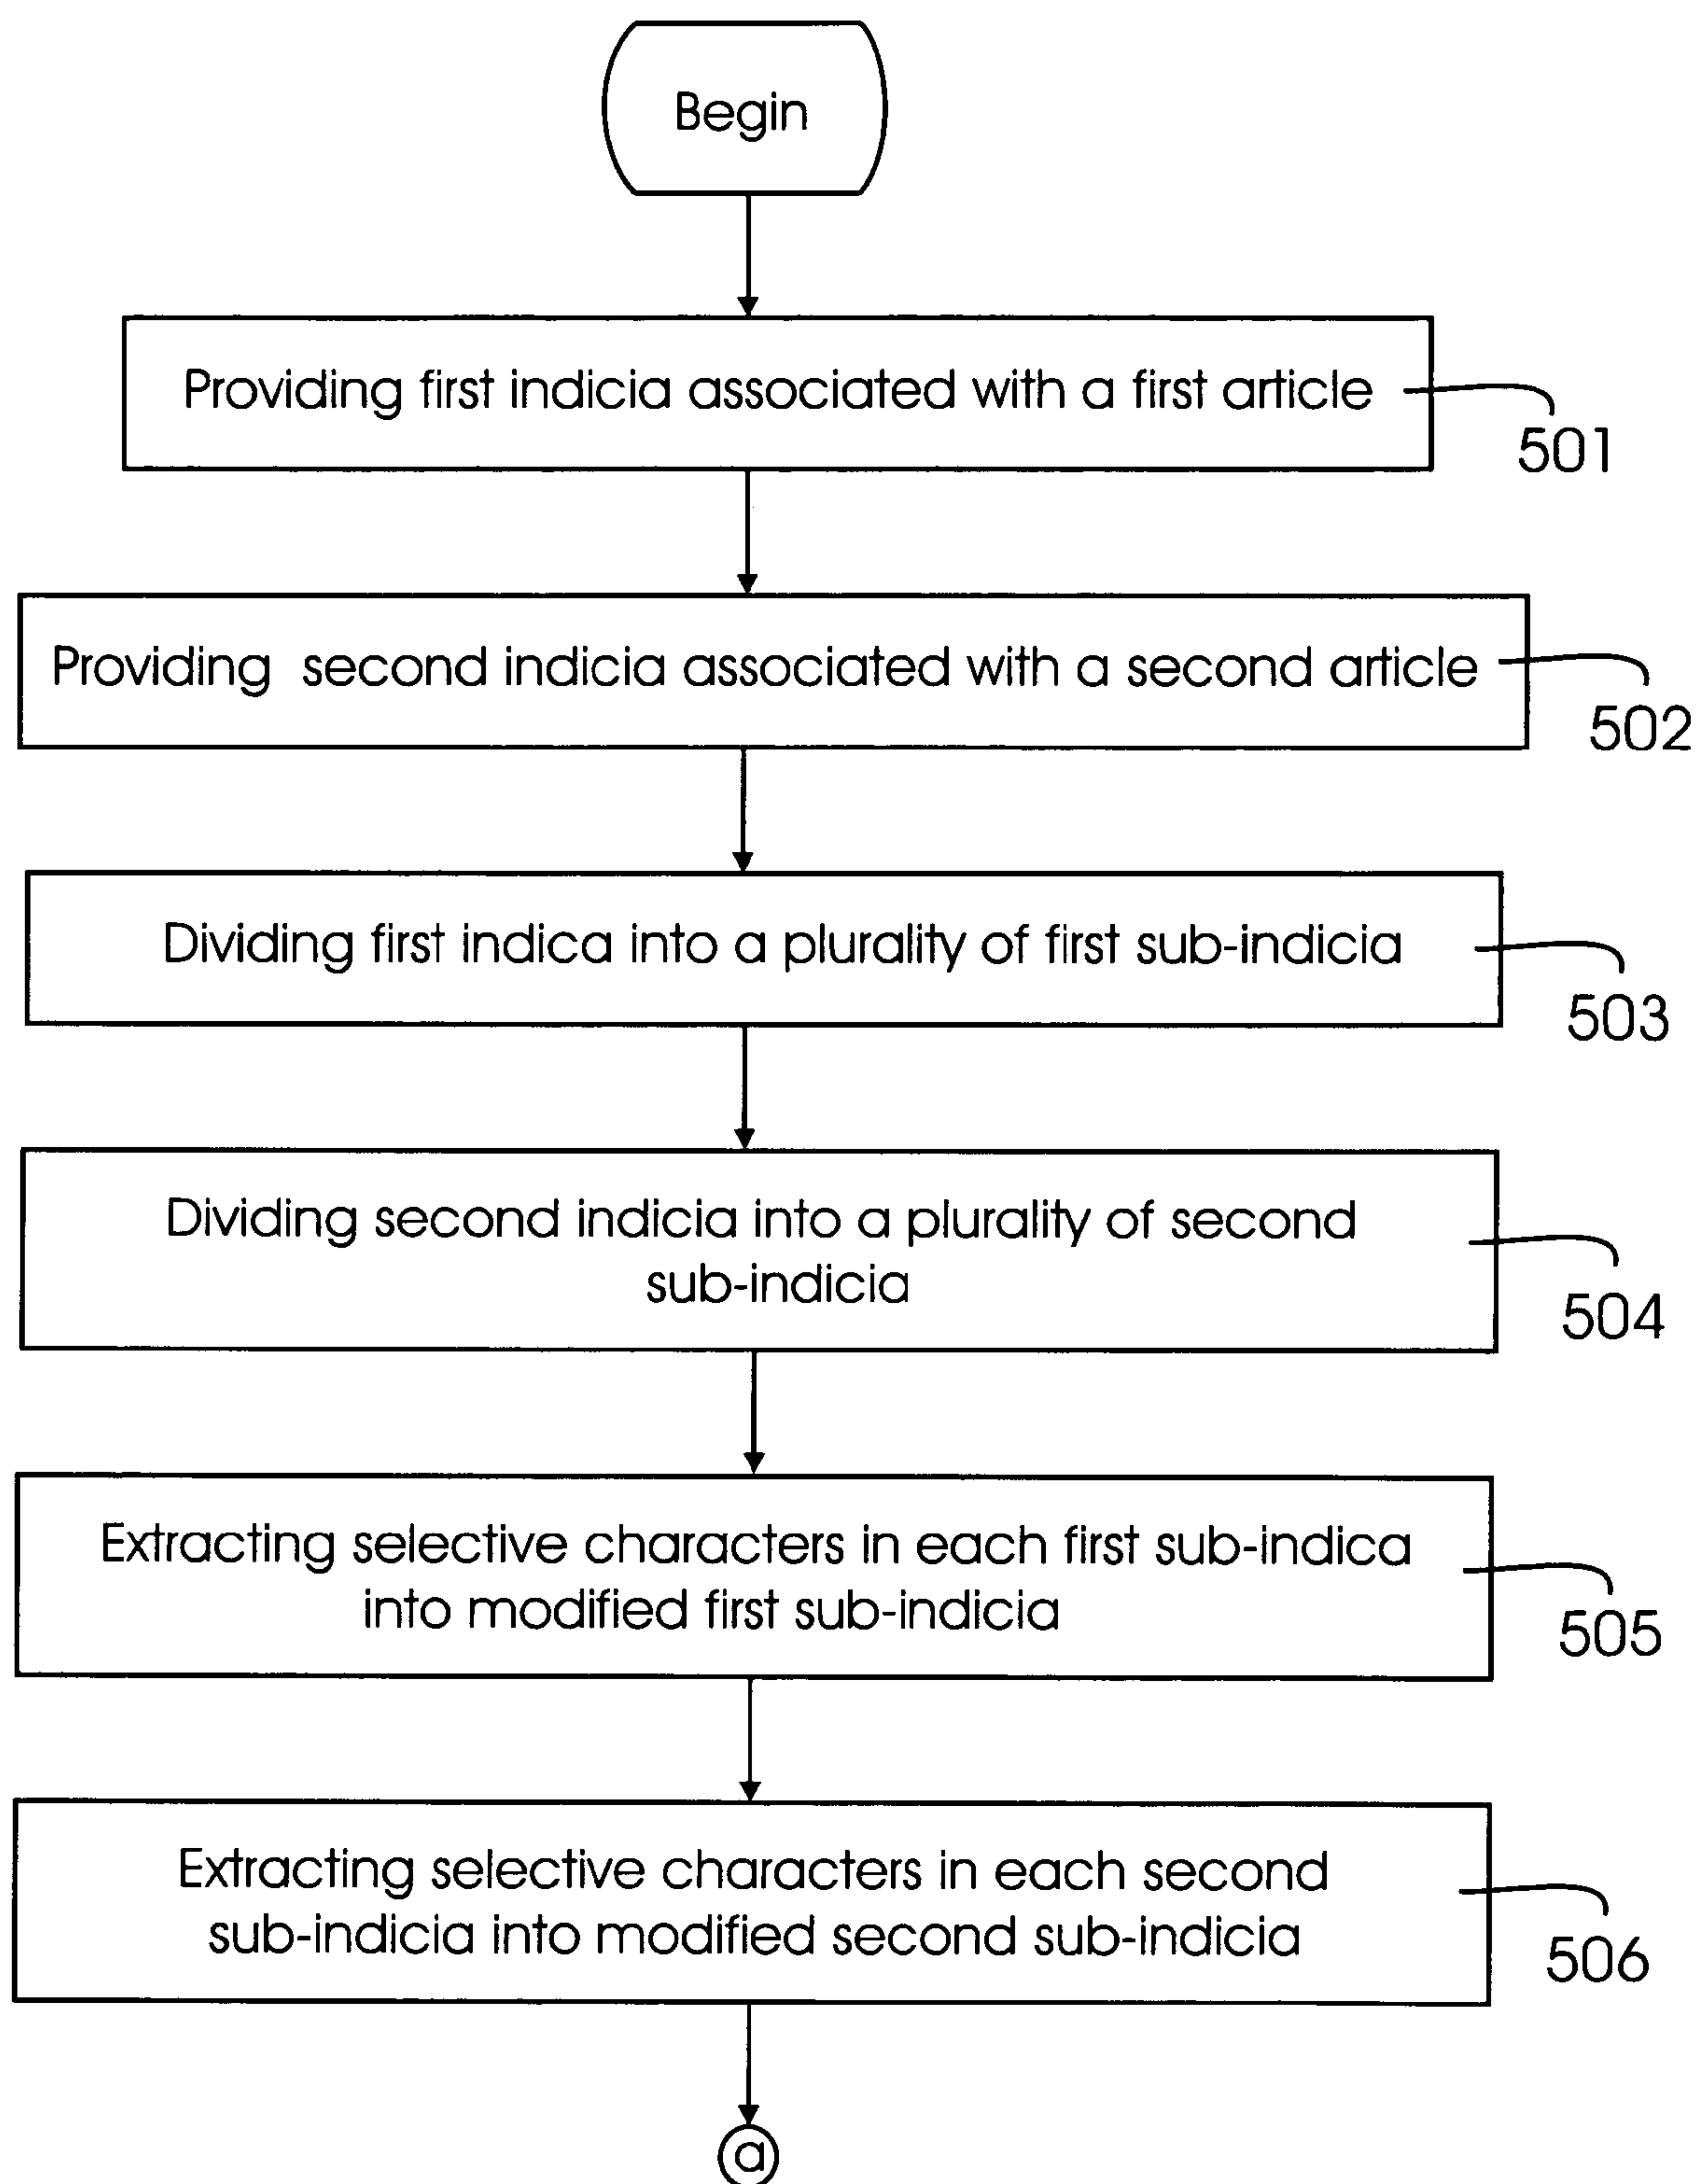 Begin
Providing first indicia associated with a first article
501
Providing second indicia associated with a second article
502
Dividing first indica into a plurality of first sub-indicia
503
Dividing second indicia into a plurality of second
sub-indicia
504
Extracting selective characters in each first sub-indica
into modified first sub-indicia
505
Extracting selective characters in each second
sub-indicia into modified second sub-indicia
506
a